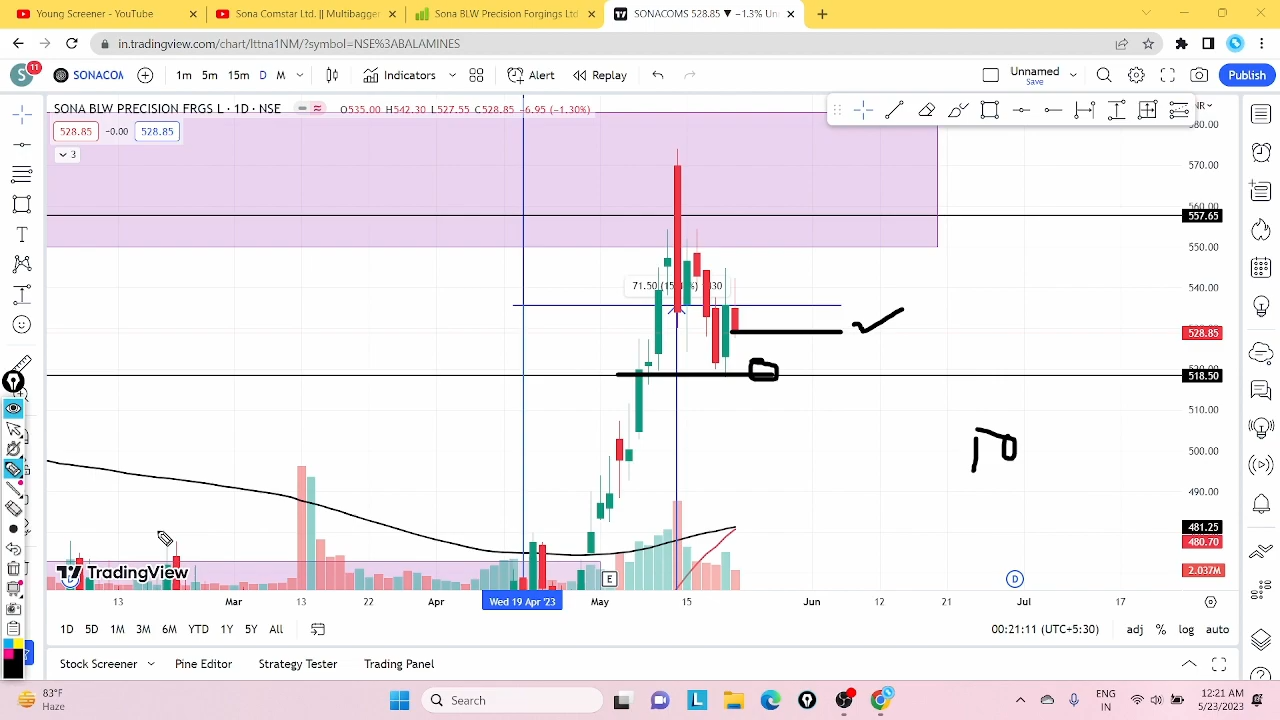 Young Screener - YouTube
Sona Comstar Ltd. || Multibagger
Sona BLW Precision Forgings Ltd
SONACOMS 528.85 ▼ −1.3% Un
in.tradingview.com/chart/lttna1NM/?symbol=NSE%3ABALAMINES
S 11 SONACOM 1m 5m 15m D M Indicators Alert Replay Unnamed Save Publish
SONA BLW PRECISION FRGS L · 1D · NSE O535.00 H542.30 L527.55 C528.85 −6.95 (−1.30%)
528.85 −0.00 528.85
3
580.00
570.00
560.00
557.65
550.00
540.00
528.85
518.50
510.00
500.00
490.00
481.25
480.70
2.037M
E
D
TradingView
13 Mar 13 22 Apr Wed 19 Apr '23 May 15 Jun 12 21 Jul 17
1D 5D 1M 3M 6M YTD 1Y 5Y All 00:21:11 (UTC+5:30) adj % log auto
Stock Screener Pine Editor Strategy Tester Trading Panel
83°F
Haze
Search
ENG
IN
12:21 AM
5/23/2023